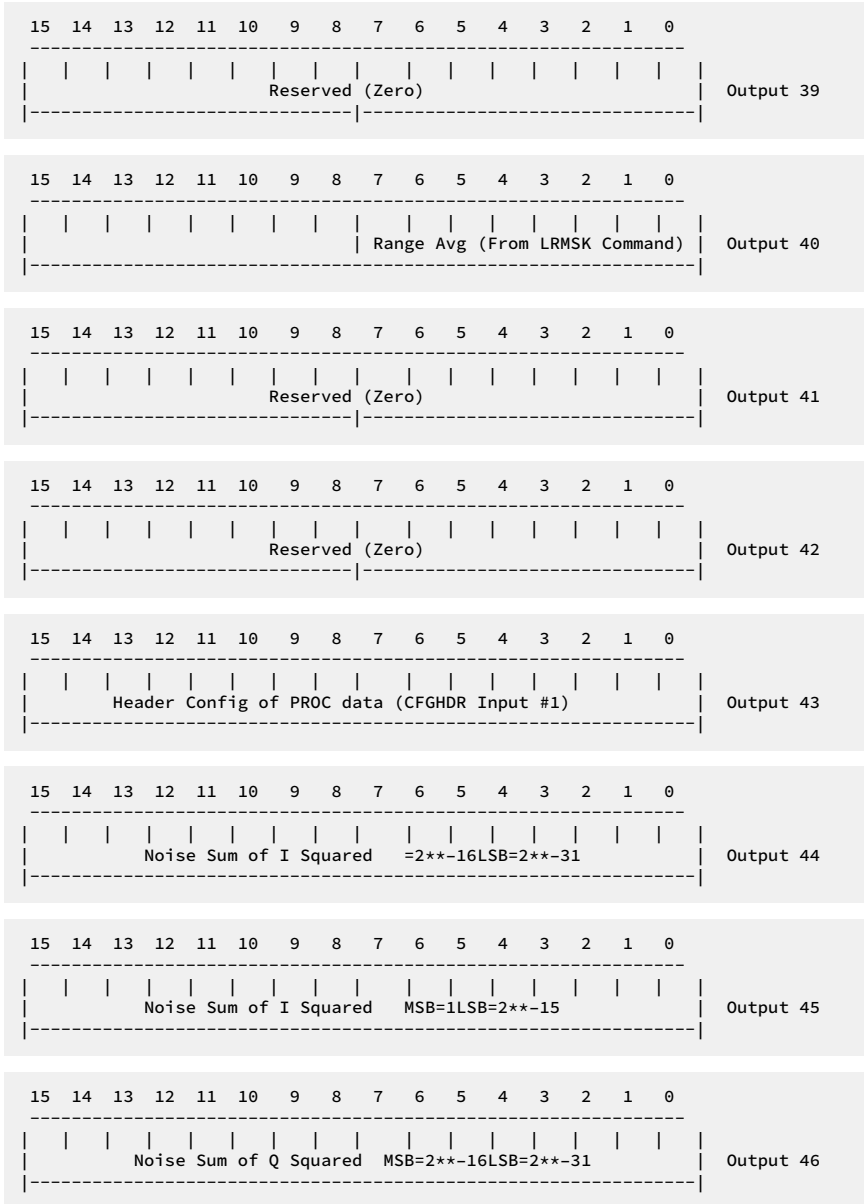 15 14 13 12 11 10 9 8 7 6 5 4 3 2 1 0
Reserved (Zero) Output 39
15 14 13 12 11 10 9 8 7 6 5 4 3 2 1 0
Range Avg (From LRMSK Command) Output 40
15 14 13 12 11 10 9 8 7 6 5 4 3 2 1 0
Reserved (Zero) Output 41
15 14 13 12 11 10 9 8 7 6 5 4 3 2 1 0
Reserved (Zero) Output 42
15 14 13 12 11 10 9 8 7 6 5 4 3 2 1 0
Header Config of PROC data (CFGHDR Input #1) Output 43
15 14 13 12 11 10 9 8 7 6 5 4 3 2 1 0
Noise Sum of I Squared =2**-16LSB=2**-31 Output 44
15 14 13 12 11 10 9 8 7 6 5 4 3 2 1 0
Noise Sum of I Squared MSB=1LSB=2**-15 Output 45
15 14 13 12 11 10 9 8 7 6 5 4 3 2 1 0
Noise Sum of Q Squared MSB=2**-16LSB=2**-31 Output 46